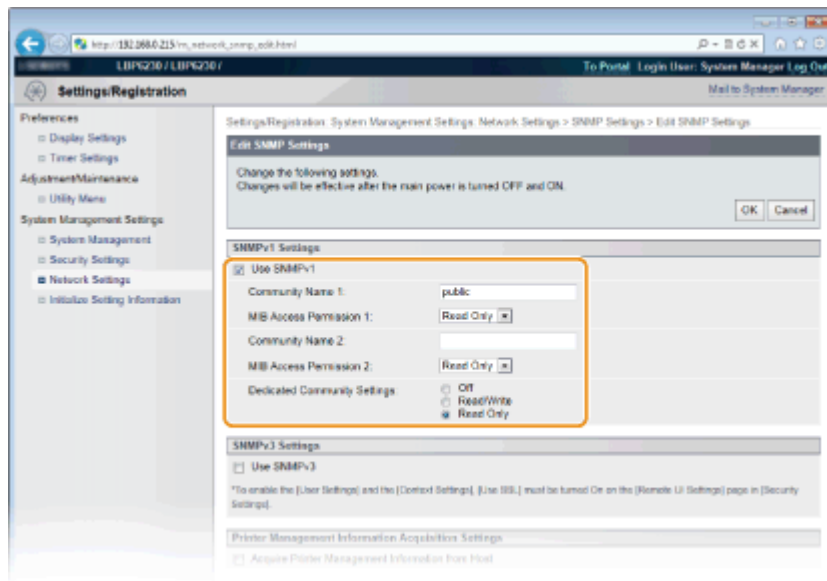 http://192.168.0.215/m_network_snmp_edit.html
LBP6230 / LBP6230 /
To Portal Login User: System Manager Log Out
Settings/Registration
Mail to System Manager
Preferences
Display Settings
Timer Settings
Adjustment/Maintenance
Utility Menu
System Management Settings
System Management
Security Settings
Network Settings
Initialize Setting Information
Settings/Registration: System Management Settings: Network Settings > SNMP Settings > Edit SNMP Settings
Edit SNMP Settings
Change the following settings.
Changes will be effective after the main power is turned OFF and ON.
OK Cancel
SNMPv1 Settings
Use SNMPv1
Community Name 1: public
MIB Access Permission 1: Read Only
Community Name 2:
MIB Access Permission 2: Read Only
Dedicated Community Settings: Off
Read/Write
Read Only
SNMPv3 Settings
Use SNMPv3
*To enable the [User Settings] and the [Context Settings], [Use SSL] must be turned On on the [Remote UI Settings] page in [Security
Settings].
Printer Management Information Acquisition Settings
Acquire Printer Management Information from Host